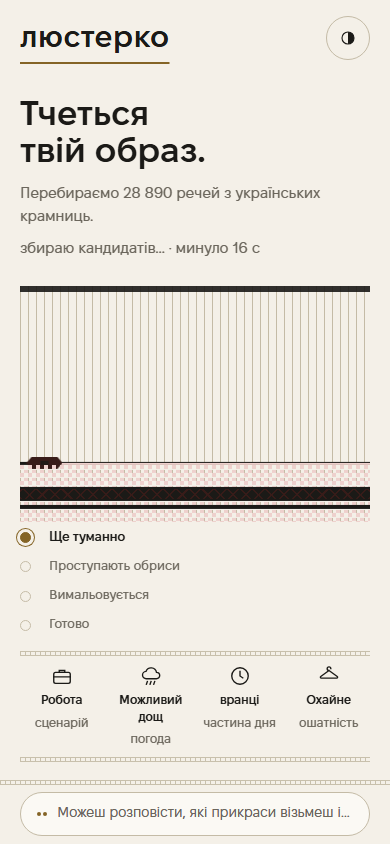 люстерко
Тчеться
твій образ.
Перебираємо 28 890 речей з українських
крамниць.
збираю кандидатів... · минуло 16 с
Ще туманно
Проступають обриси
Вимальовується
Готово
Робота
сценарій
Можливий
дощ
погода
вранці
частина дня
Охайне
ошатність
Можеш розповісти, які прикраси візьмеш і...